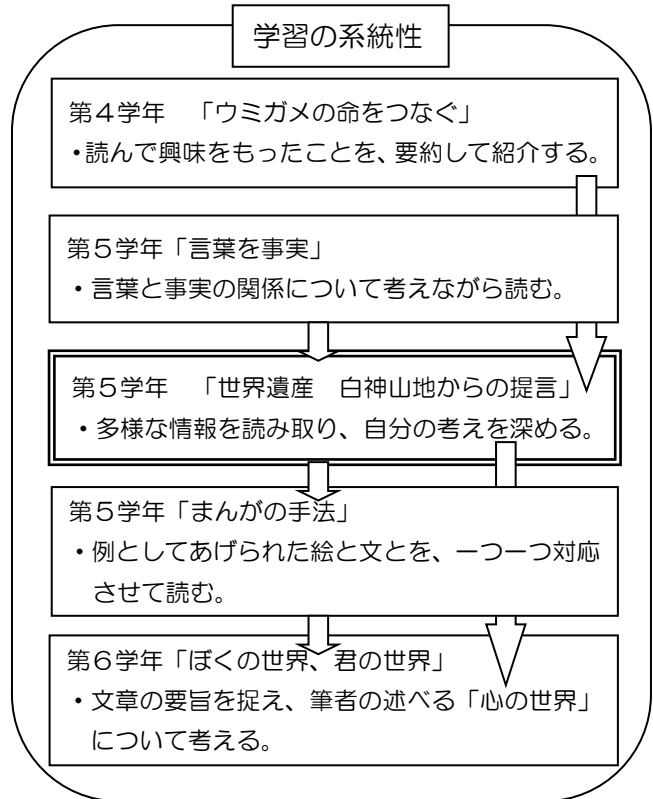 学習の系統性
第４学年　「ウミガメの命をつなぐ」
・読んで興味をもったことを、要約して紹介する。
第５学年「言葉を事実」
・言葉と事実の関係について考えながら読む。
第５学年　「世界遺産　白神山地からの提言」
・多様な情報を読み取り、自分の考えを深める。
第５学年「まんがの手法」
・例としてあげられた絵と文とを、一つ一つ対応
させて読む。
第６学年「ぼくの世界、君の世界」
・文章の要旨を捉え、筆者の述べる「心の世界」
について考える。